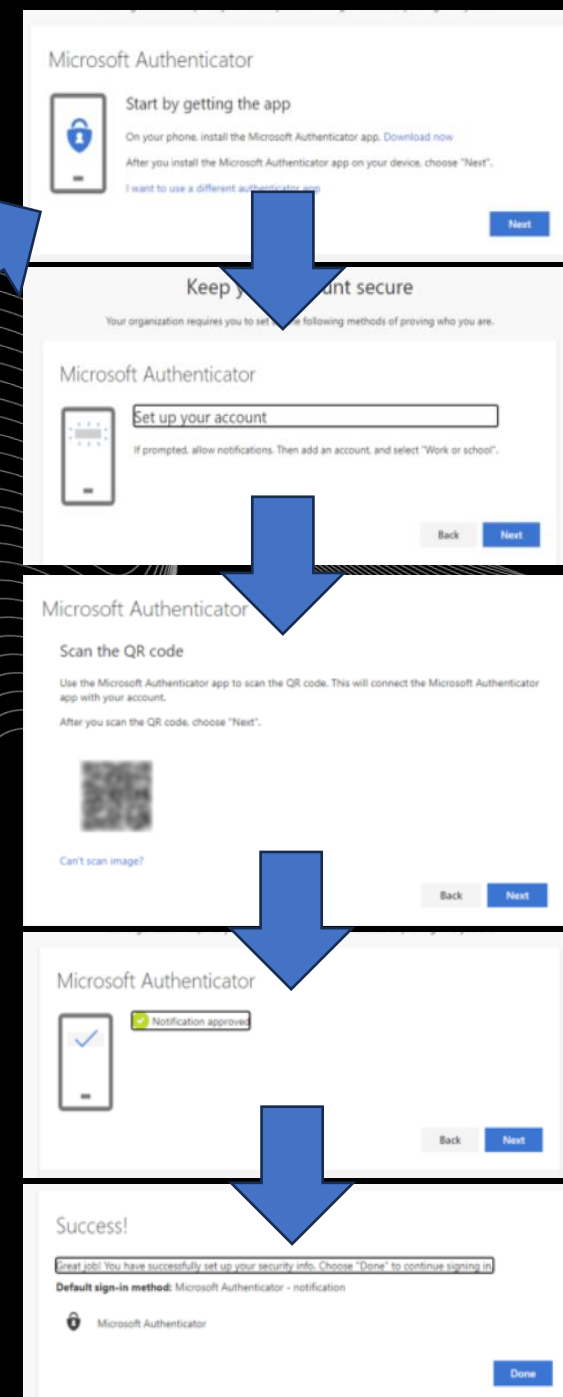 Microsoft Authenticator
Start by getting the app
On your phone, install the Microsoft Authenticator app. Download now
After you install the Microsoft Authenticator app on your device, choose "Next".
I want to use a different authenticator app
Next
Keep y unt secure
Your organization requires you to set following methods of proving who you are.
Microsoft Authenticator
Set up your account
If prompted, allow notifications. Then add an account, and select "Work or school".
Back Next
Microsoft Authenticator
Scan the QR code
Use the Microsoft Authenticator app to scan the QR code. This will connect the Microsoft Authenticator
app with your account.
After you scan the QR code, choose "Next".
Can't scan image?
Back Next
Microsoft Authenticator
Notification approved
Back Next
Success!
Great job! You have successfully set up your security info. Choose "Done" to continue signing in.
Default sign-in method: Microsoft Authenticator - notification
Microsoft Authenticator
Done